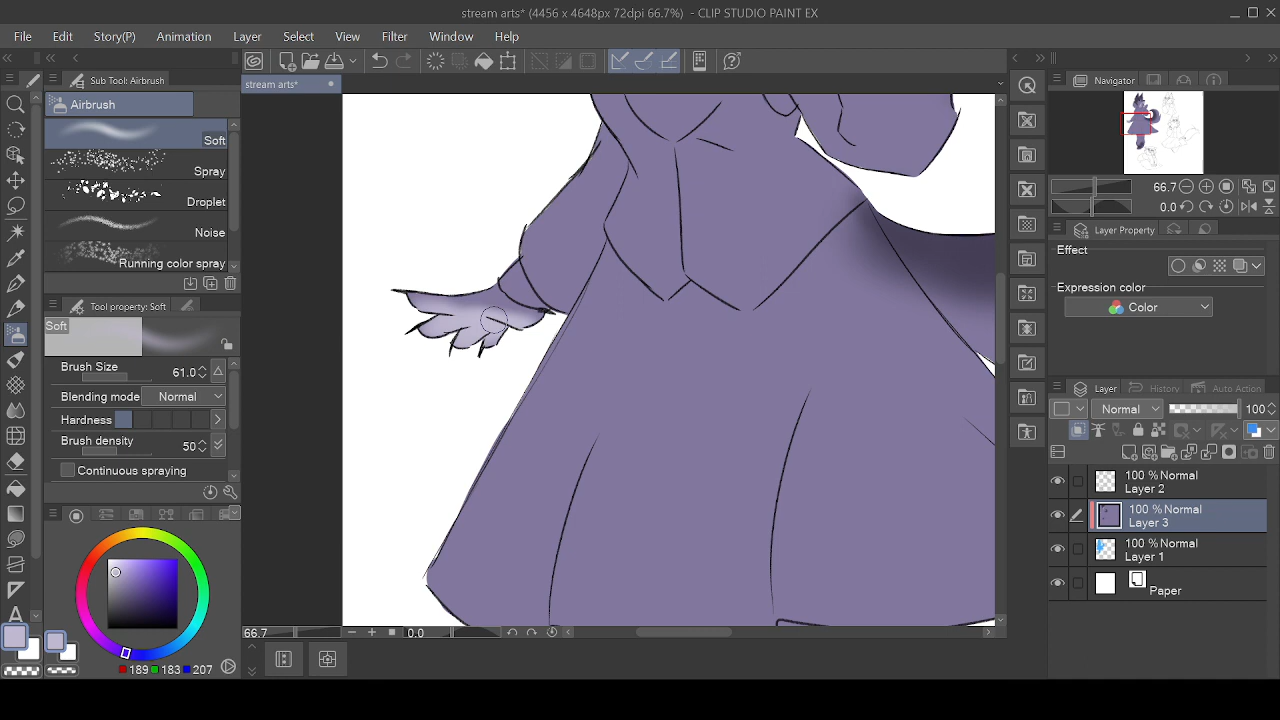 stream arts* (4456 x 4648px 72dpi 66.7%)  - CLIP STUDIO PAINT EX
File Edit Story(P) Animation Layer Select View Filter Window Help
Sub Tool: Airbrush
stream arts*
Navigator
Airbrush
Soft
Spray
Droplet
66.7
Noise
0.0
Layer Property
Running color spray
Effect
Expression color
Tool property: Soft
Color
Soft
Brush Size 61.0
Layer History Auto Action
Blending mode Normal
Normal 100
Hardness
Brush density 50
Continuous spraying
100 % Normal
Layer 2
100 % Normal
Layer 3
100 % Normal
Layer 1
Paper
A
66.7 0.0
189 183 207